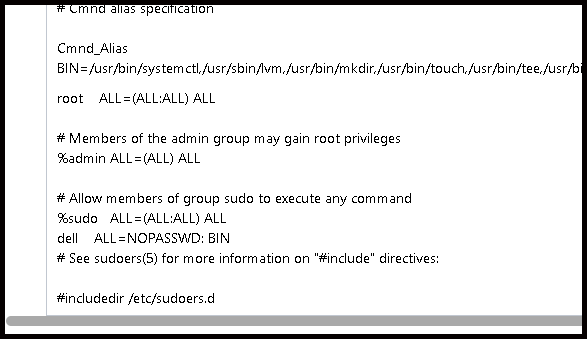 # Cmnd alias specification
Cmnd_Alias
BIN=/usr/bin/systemctl,/usr/sbin/lvm,/usr/bin/mkdir,/usr/bin/touch,/usr/bin/tee,/usr/bi
root    ALL=(ALL:ALL) ALL
# Members of the admin group may gain root privileges
%admin ALL=(ALL) ALL
# Allow members of group sudo to execute any command
%sudo   ALL=(ALL:ALL) ALL
dell    ALL=NOPASSWD: BIN
# See sudoers(5) for more information on "#include" directives:
#includedir /etc/sudoers.d